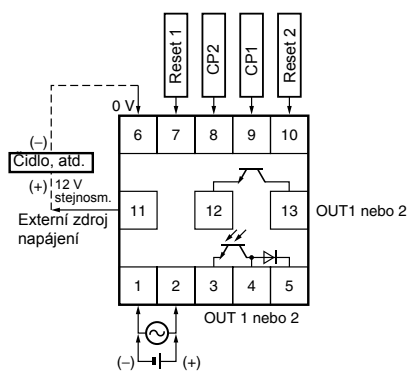 Reset 1
CP2
CP1
Reset 2
0 V
6 7 8 9 10
(–)
Čidlo, atd.
(+)
12 V
stejnosm.
11 12 13
OUT1 nebo 2
Externí zdroj
napájení
1 2 3 4 5
OUT 1 nebo 2
(–) (+)